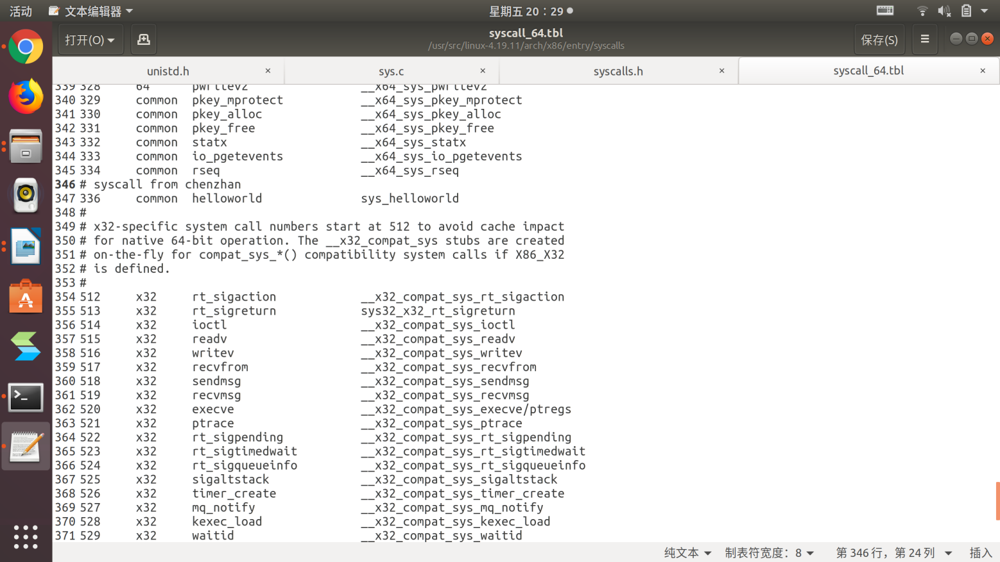 活动 文本编辑器 星期五 20：29
打开(O) syscall_64.tbl 保存(S)
/usr/src/linux-4.19.11/arch/x86/entry/syscalls
unistd.h × sys.c × syscalls.h × syscall_64.tbl ×
339 328 64 pwritev2 __x64_sys_pwritev2
340 329 common pkey_mprotect __x64_sys_pkey_mprotect
341 330 common pkey_alloc __x64_sys_pkey_alloc
342 331 common pkey_free __x64_sys_pkey_free
343 332 common statx __x64_sys_statx
344 333 common io_pgetevents __x64_sys_io_pgetevents
345 334 common rseq __x64_sys_rseq
346 # syscall from chenzhan
347 336 common helloworld sys_helloworld
348 #
349 # x32-specific system call numbers start at 512 to avoid cache impact
350 # for native 64-bit operation. The __x32_compat_sys stubs are created
351 # on-the-fly for compat_sys_*() compatibility system calls if X86_X32
352 # is defined.
353 #
354 512 x32 rt_sigaction __x32_compat_sys_rt_sigaction
355 513 x32 rt_sigreturn sys32_x32_rt_sigreturn
356 514 x32 ioctl __x32_compat_sys_ioctl
357 515 x32 readv __x32_compat_sys_readv
358 516 x32 writev __x32_compat_sys_writev
359 517 x32 recvfrom __x32_compat_sys_recvfrom
360 518 x32 sendmsg __x32_compat_sys_sendmsg
361 519 x32 recvmsg __x32_compat_sys_recvmsg
362 520 x32 execve __x32_compat_sys_execve/ptregs
363 521 x32 ptrace __x32_compat_sys_ptrace
364 522 x32 rt_sigpending __x32_compat_sys_rt_sigpending
365 523 x32 rt_sigtimedwait __x32_compat_sys_rt_sigtimedwait
366 524 x32 rt_sigqueueinfo __x32_compat_sys_rt_sigqueueinfo
367 525 x32 sigaltstack __x32_compat_sys_sigaltstack
368 526 x32 timer_create __x32_compat_sys_timer_create
369 527 x32 mq_notify __x32_compat_sys_mq_notify
370 528 x32 kexec_load __x32_compat_sys_kexec_load
371 529 x32 waitid __x32_compat_sys_waitid
纯文本 制表符宽度：8 第 346 行，第 24 列 插入